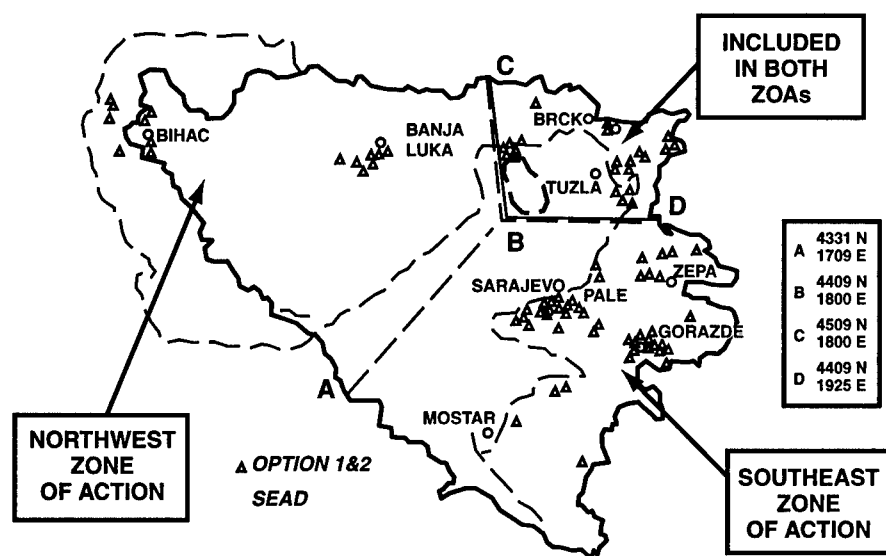 C
INCLUDED
IN BOTH
ZOAs
BRCKO
BIHAC
BANJA
LUKA
TUZLA
D
B
A 4331 N
1709 E
B 4409 N
1800 E
C 4509 N
1800 E
D 4409 N
1925 E
ZEPA
SARAJEVO
PALE
GORAZDE
A
MOSTAR
NORTHWEST
ZONE
OF ACTION
OPTION 1&2
SEAD
SOUTHEAST
ZONE
OF ACTION